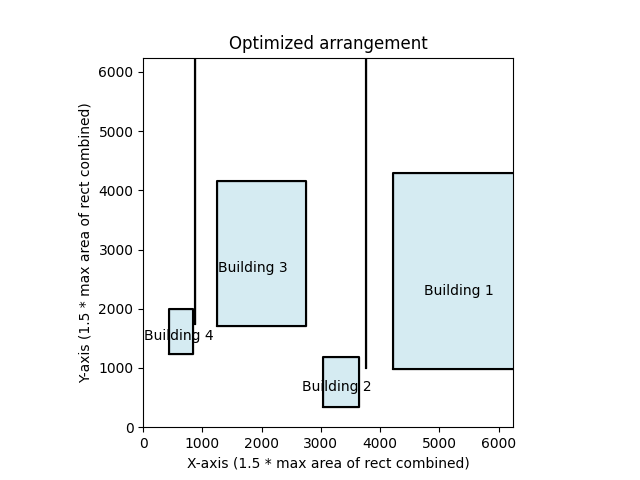 Optimized arrangement
Y-axis (1.5 * max area of rect combined)
6000
5000
4000
3000
2000
1000
0
Building 3
Building 1
Building 4
Building 2
0 1000 2000 3000 4000 5000 6000
X-axis (1.5 * max area of rect combined)